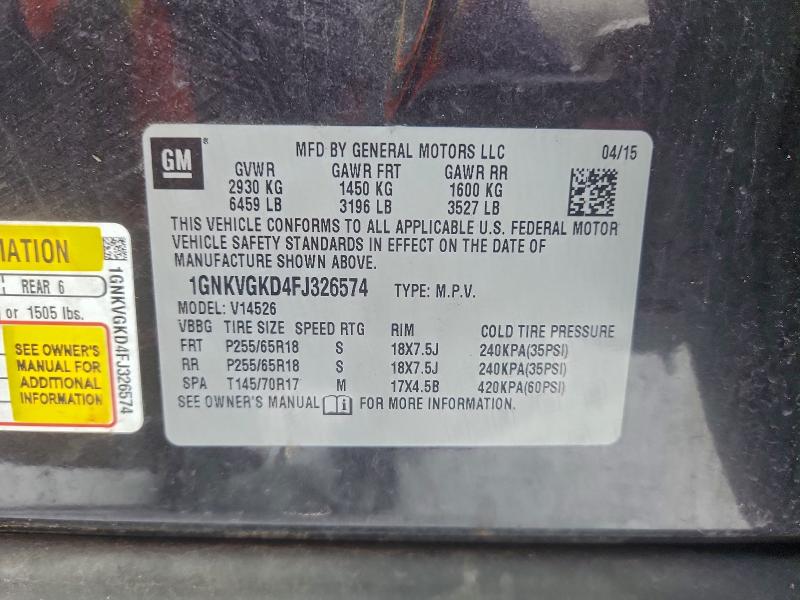 GM
MFD BY GENERAL MOTORS LLC 04/15
GVWR GAWR FRT GAWR RR
2930 KG 1450 KG 1600 KG
6459 LB 3196 LB 3527 LB
THIS VEHICLE CONFORMS TO ALL APPLICABLE U.S. FEDERAL MOTOR
VEHICLE SAFETY STANDARDS IN EFFECT ON THE DATE OF
MANUFACTURE SHOWN ABOVE.
1GNKVGKD4FJ326574 TYPE: M.P.V.
MODEL: V14526
VBBG TIRE SIZE SPEED RTG RIM COLD TIRE PRESSURE
FRT P255/65R18 S 18X7.5J 240KPA(35PSI)
RR P255/65R18 S 18X7.5J 240KPA(35PSI)
SPA T145/70R17 M 17X4.5B 420KPA(60PSI)
SEE OWNER'S MANUAL i FOR MORE INFORMATION.
MATION
REAR 6
or 1505 lbs.
SEE OWNER'S
MANUAL FOR
ADDITIONAL
INFORMATION
1GNKVGKD4FJ326574